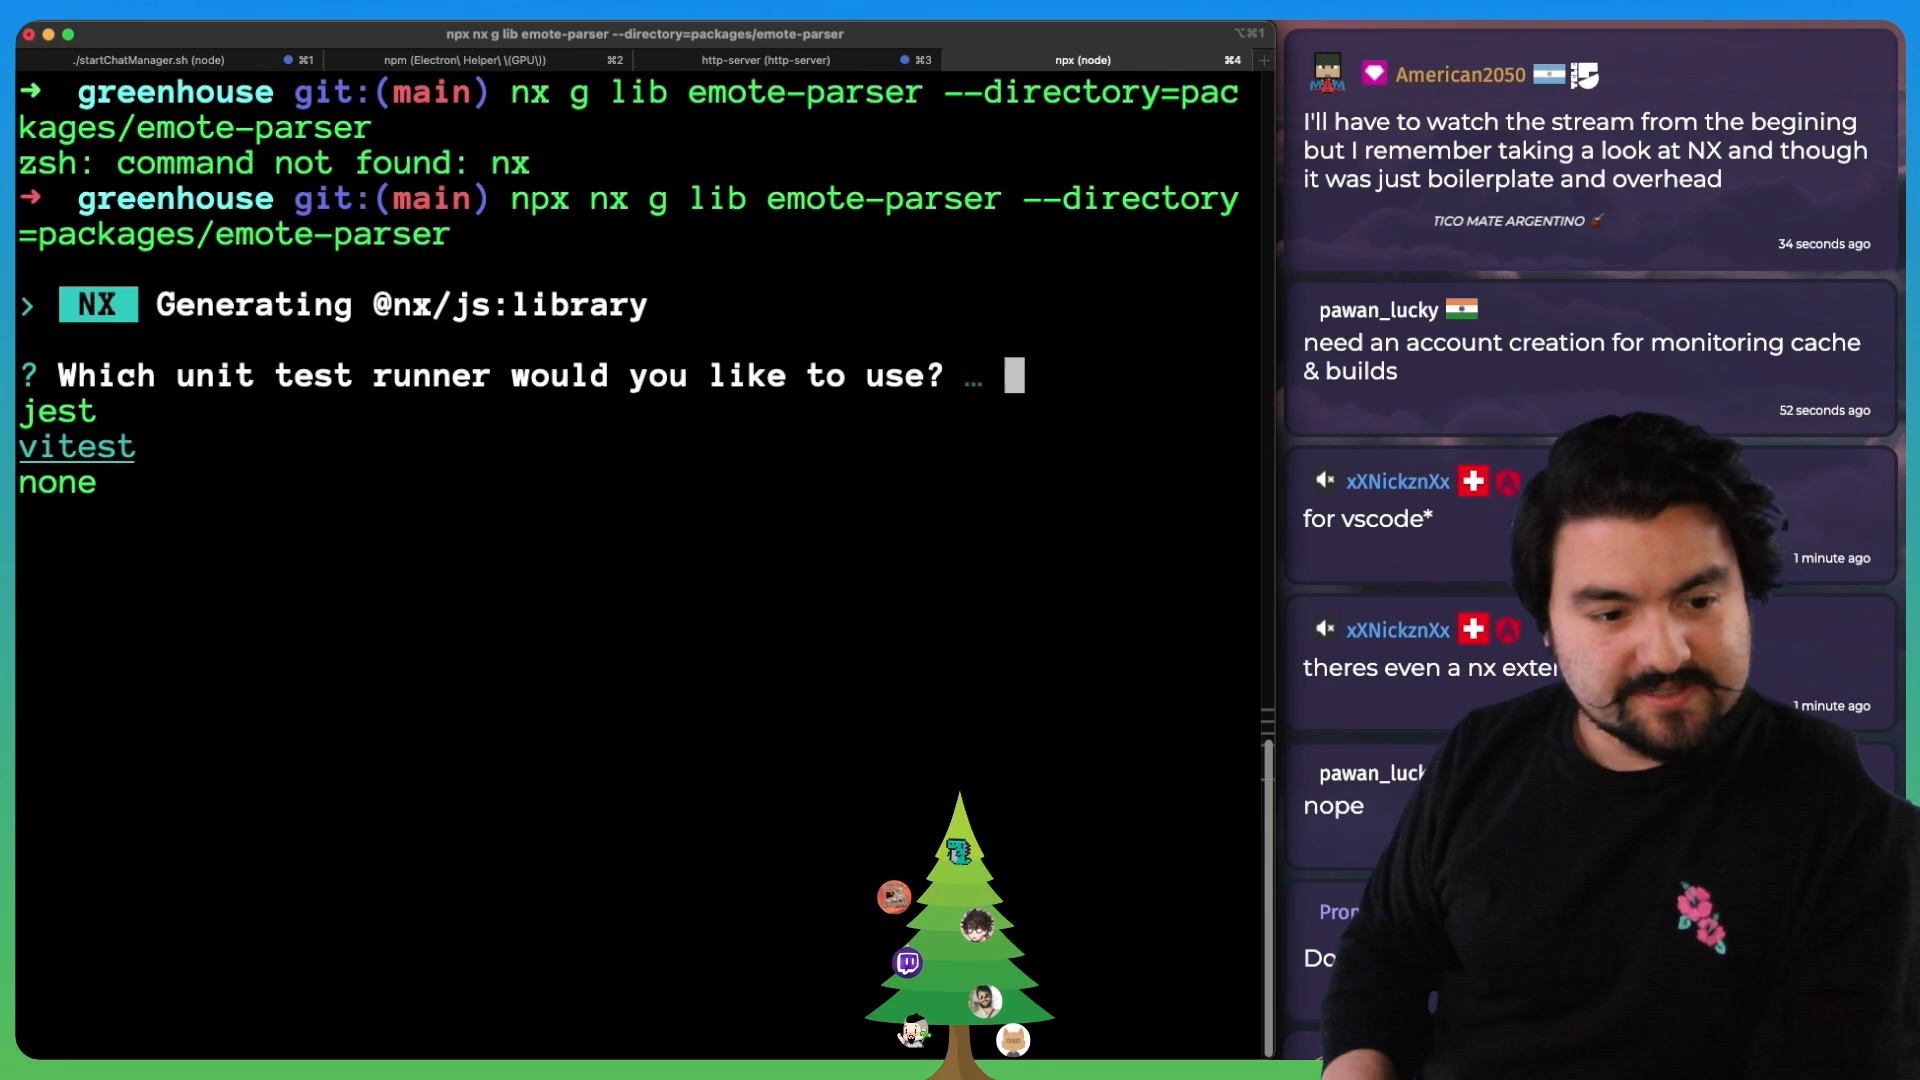 npx nx g lib emote-parser --directory=packages/emote-parser
⌥⌘1
./startChatManager.sh (node)
⌘1
npm (Electron\ Helper\ \(GPU\))
⌘2
http-server (http-server)
⌘3
npx (node)
⌘4
➜ greenhouse git:(main) nx g lib emote-parser --directory=pac
kages/emote-parser
zsh: command not found: nx
➜ greenhouse git:(main) npx nx g lib emote-parser --directory
=packages/emote-parser
> NX Generating @nx/js:library
? Which unit test runner would you like to use? …
jest
vitest
none
American2050
I'll have to watch the stream from the begining
but I remember taking a look at NX and though
it was just boilerplate and overhead
TICO MATE ARGENTINO
34 seconds ago
pawan_lucky
need an account creation for monitoring cache
& builds
52 seconds ago
xXNickznXx
for vscode*
1 minute ago
xXNickznXx
theres even a nx exte
1 minute ago
pawan_luck
nope
Pro
Do